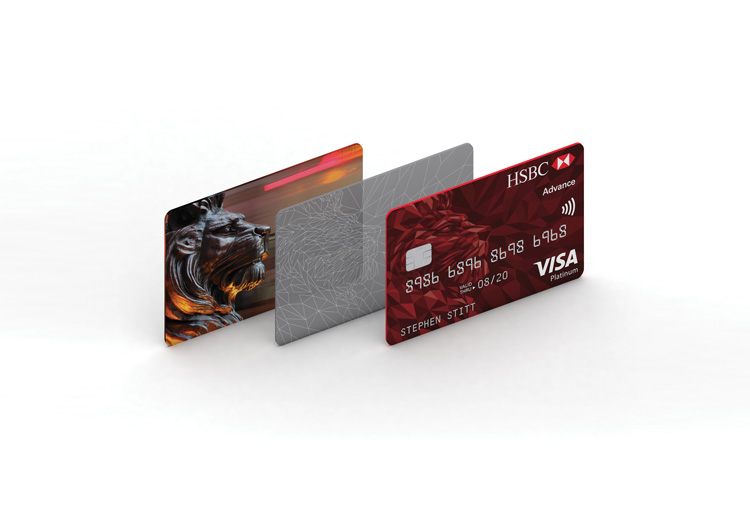 HSBC
Advance
8986 6896 8698 6968
VISA
Platinum
VALID
THRU
08/20
STEPHEN STITT